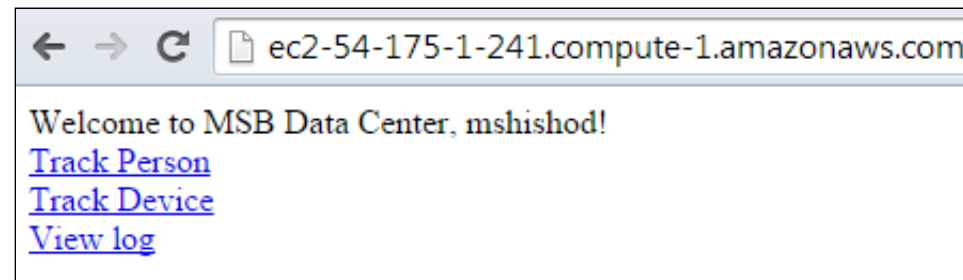 ec2-54-175-1-241.compute-1.amazonaws.com
Welcome to MSB Data Center, mshishod!
Track Person
Track Device
View log